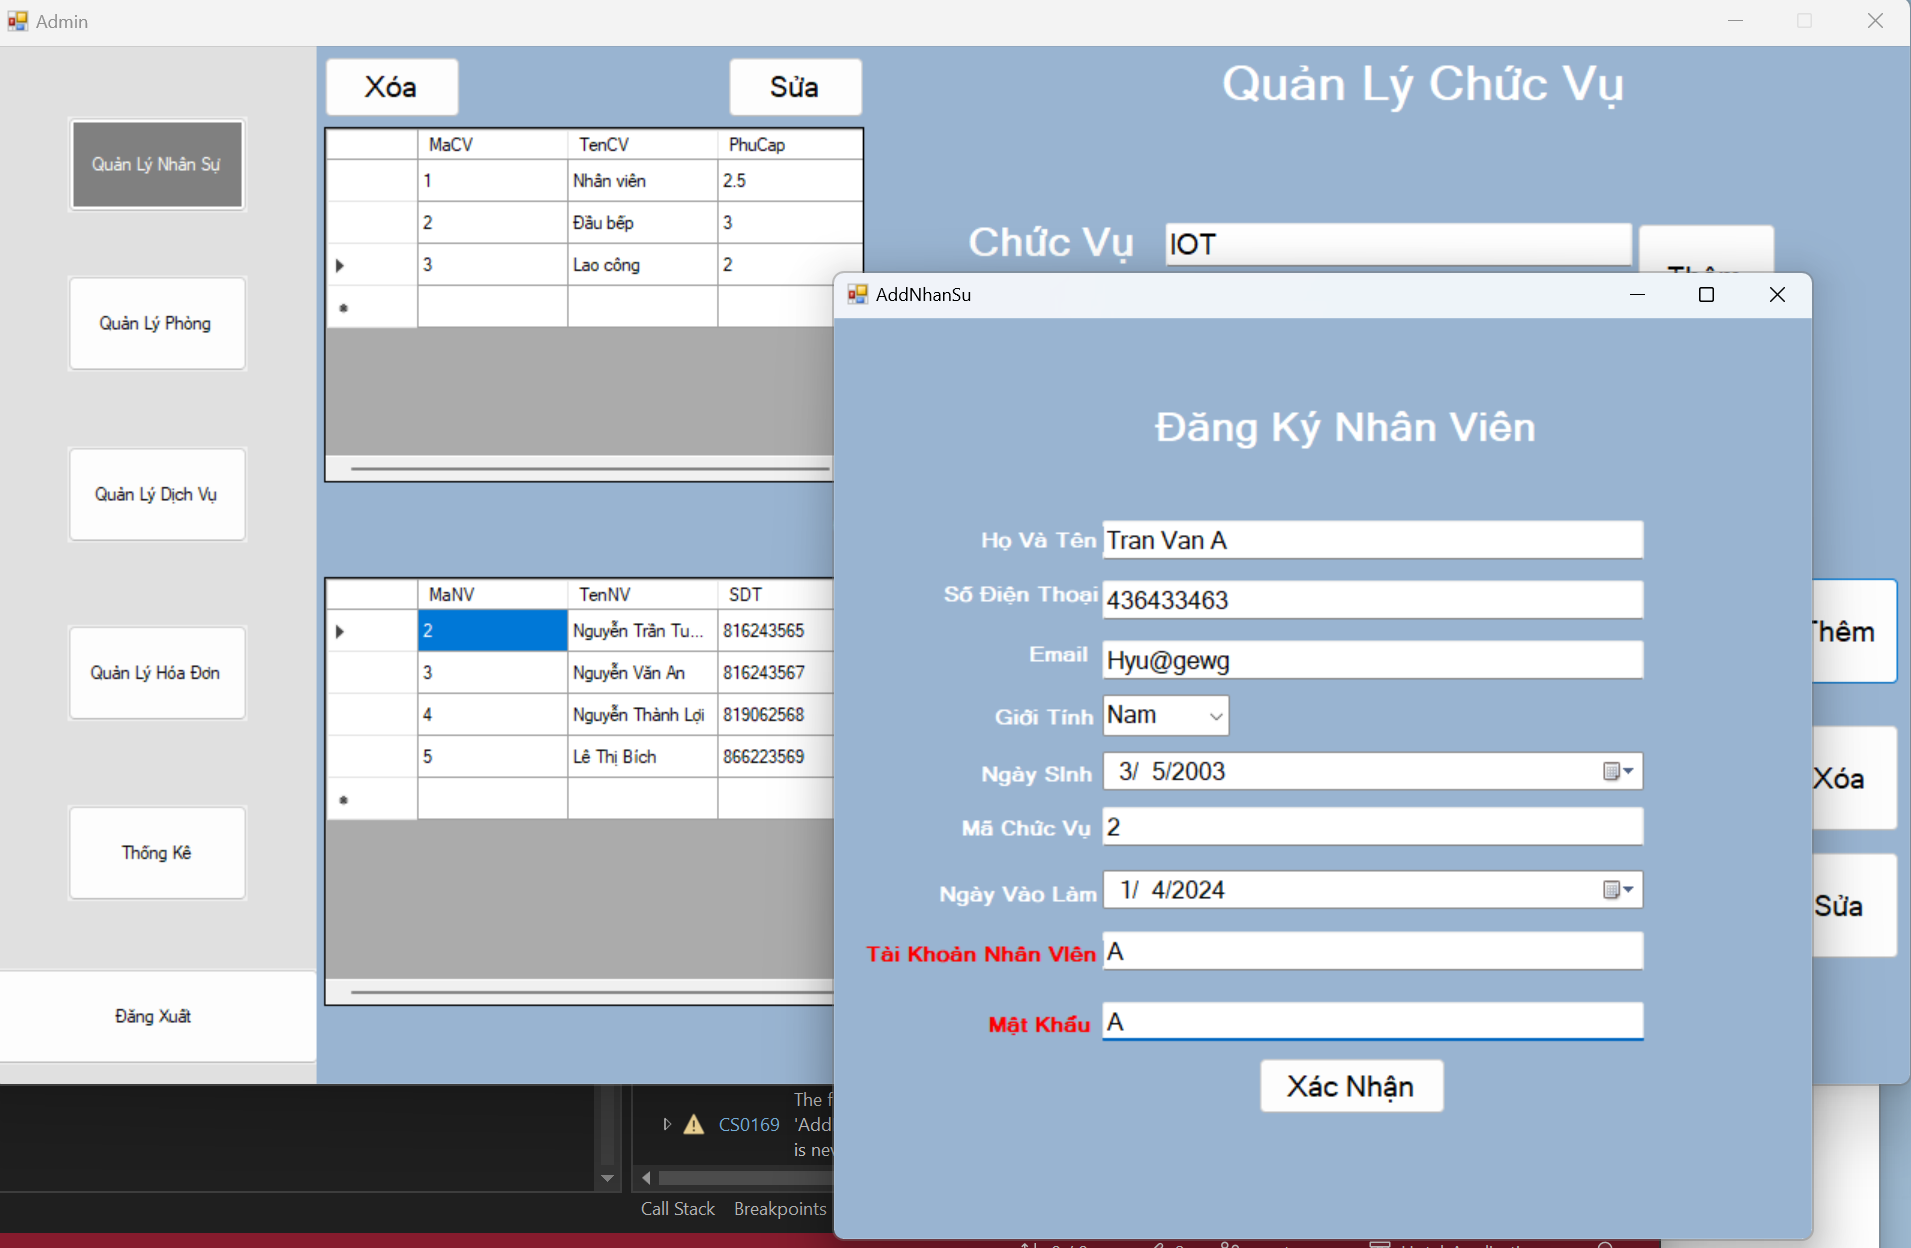 Admin
Quản Lý Nhân Sự
Quản Lý Phòng
Quản Lý Dịch Vụ
Quản Lý Hóa Đơn
Thống Kê
Đăng Xuất
Xóa
Sửa
Quản Lý Chức Vụ
MaCV TenCV PhuCap
1 Nhân viên 2.5
2 Đầu bếp 3
3 Lao công 2
Chức Vụ IOT
MaNV TenNV SDT
2 Nguyễn Trần Tu... 816243565
3 Nguyễn Văn An 816243567
4 Nguyễn Thành Lợi 819062568
5 Lê Thị Bích 866223569
AddNhanSu
Đăng Ký Nhân Viên
Họ Và Tên Tran Van A
Số Điện Thoại 436433463
Email Hyu@gewg
Giới Tính Nam
Ngày SInh 3/ 5/2003
Mã Chức Vụ 2
Ngày Vào Làm 1/ 4/2024
Tài Khoản Nhân VIên A
Mật Khẩu A
Xác Nhận
Thêm
Xóa
Sửa
The f
CS0169 'Add
is nev
Call Stack Breakpoints